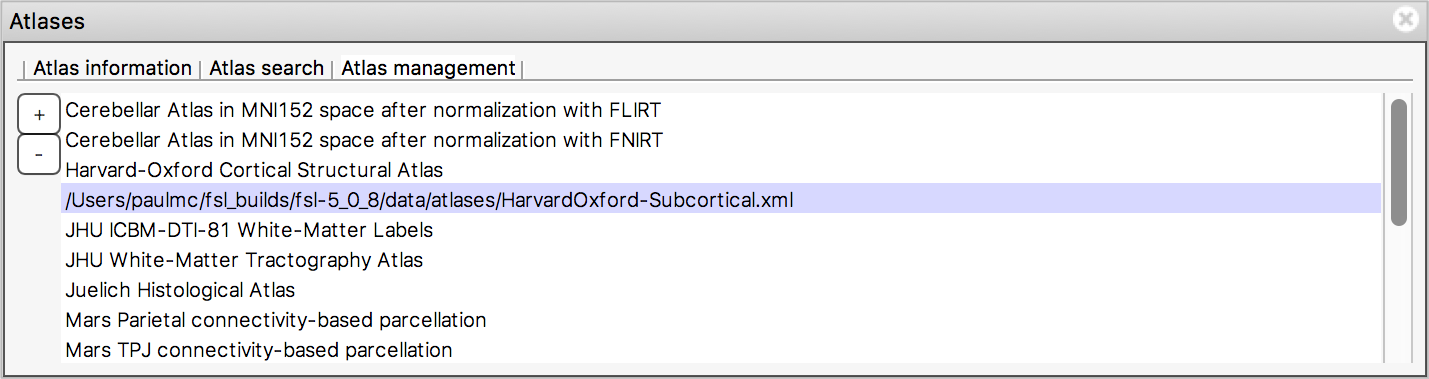 Atlases
Atlas information Atlas search Atlas management
+
Cerebellar Atlas in MNI152 space after normalization with FLIRT
-
Cerebellar Atlas in MNI152 space after normalization with FNIRT
Harvard-Oxford Cortical Structural Atlas
/Users/paulmc/fsl_builds/fsl-5_0_8/data/atlases/HarvardOxford-Subcortical.xml
JHU ICBM-DTI-81 White-Matter Labels
JHU White-Matter Tractography Atlas
Juelich Histological Atlas
Mars Parietal connectivity-based parcellation
Mars TPJ connectivity-based parcellation